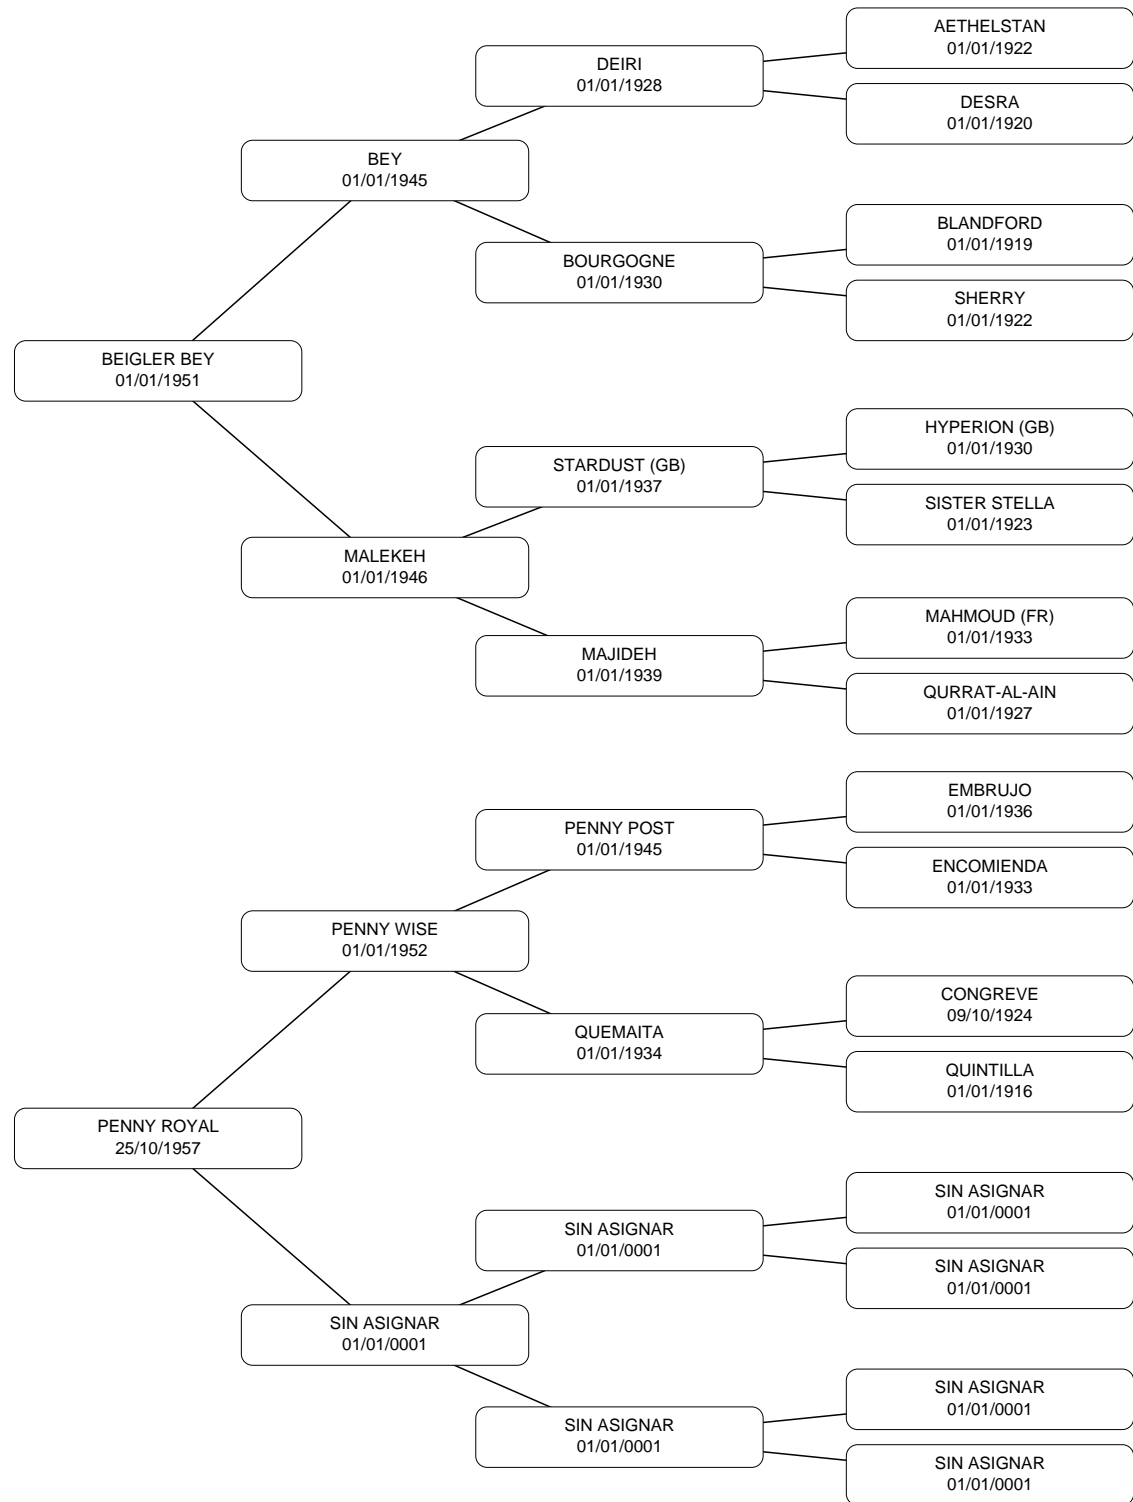 AETHELSTAN
01/01/1922
DEIRI
01/01/1928
DESRA
01/01/1920
BEY
01/01/1945
BLANDFORD
01/01/1919
BOURGOGNE
01/01/1930
SHERRY
01/01/1922
BEIGLER BEY
01/01/1951
HYPERION (GB)
01/01/1930
STARDUST (GB)
01/01/1937
SISTER STELLA
01/01/1923
MALEKEH
01/01/1946
MAHMOUD (FR)
01/01/1933
MAJIDEH
01/01/1939
QURRAT-AL-AIN
01/01/1927
EMBRUJO
01/01/1936
PENNY POST
01/01/1945
ENCOMIENDA
01/01/1933
PENNY WISE
01/01/1952
CONGREVE
09/10/1924
QUEMAITA
01/01/1934
QUINTILLA
01/01/1916
PENNY ROYAL
25/10/1957
SIN ASIGNAR
01/01/0001
SIN ASIGNAR
01/01/0001
SIN ASIGNAR
01/01/0001
SIN ASIGNAR
01/01/0001
SIN ASIGNAR
01/01/0001
SIN ASIGNAR
01/01/0001
SIN ASIGNAR
01/01/0001